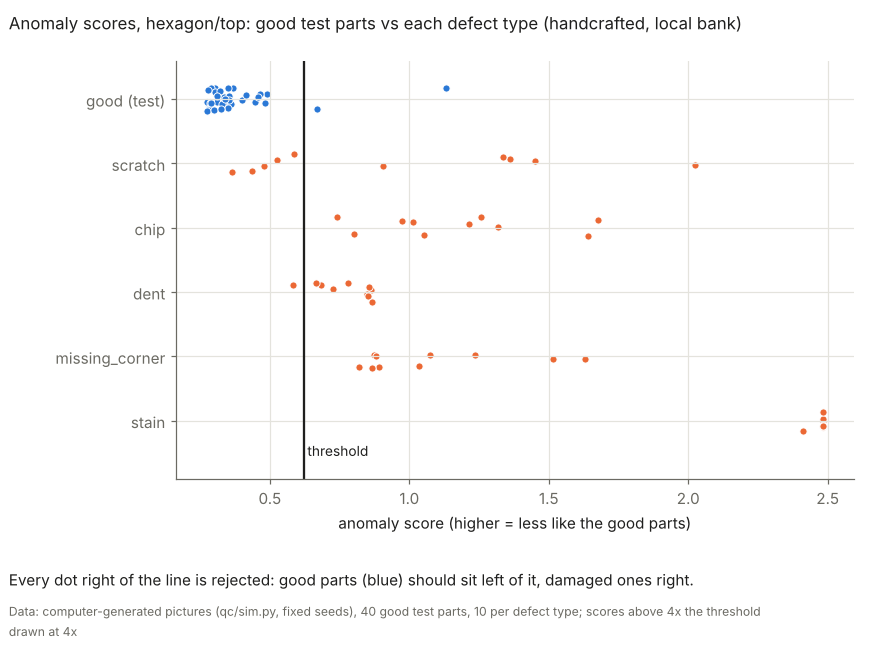 Anomaly scores, hexagon/top: good test parts vs each defect type (handcrafted, local bank)
good (test)
scratch
chip
dent
missing_corner
stain
threshold
0.5 1.0 1.5 2.0 2.5
anomaly score (higher = less like the good parts)
Every dot right of the line is rejected: good parts (blue) should sit left of it, damaged ones right.
Data: computer-generated pictures (qc/sim.py, fixed seeds), 40 good test parts, 10 per defect type; scores above 4x the threshold
drawn at 4x